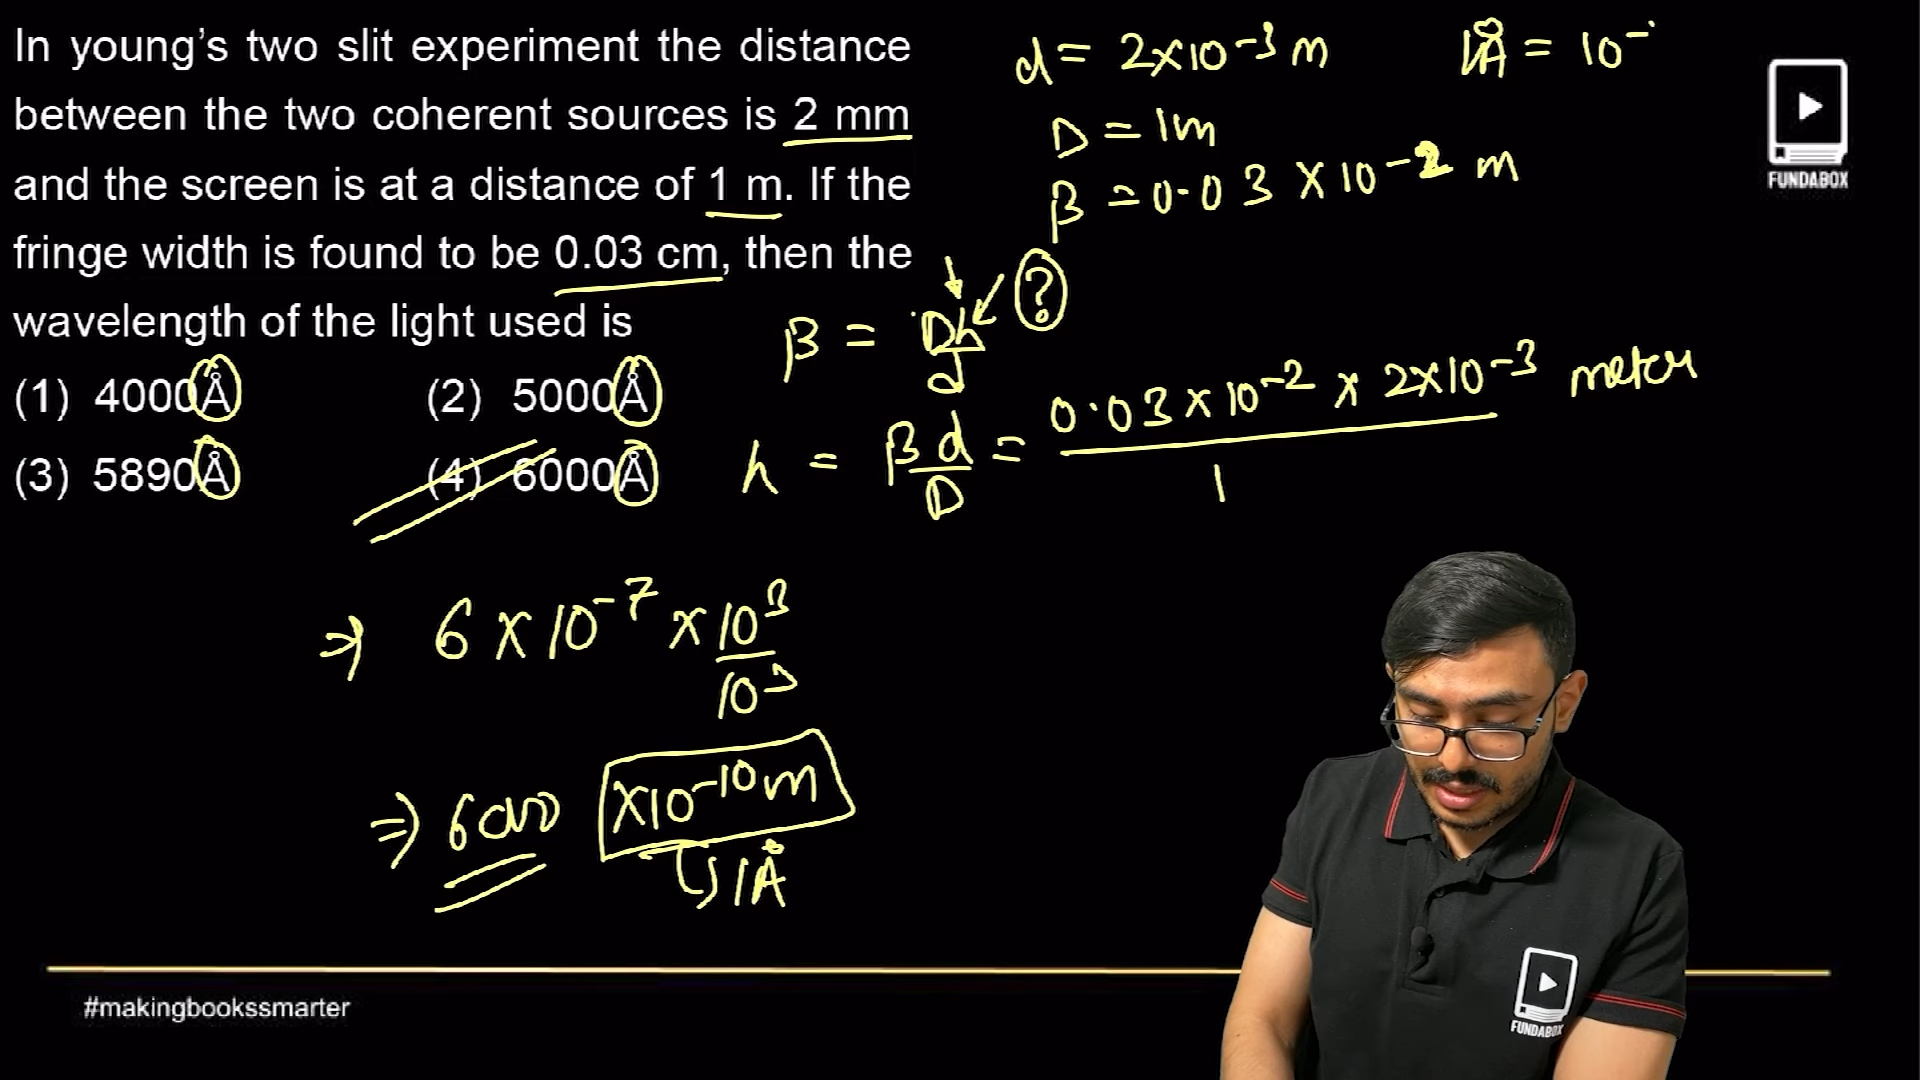 In young's two slit experiment the distance
between the two coherent sources is 2 mm
and the screen is at a distance of 1 m. If the
fringe width is found to be 0.03 cm, then the
wavelength of the light used is
(1) 4000Å (2) 5000Å
(3) 5890Å (4) 6000Å
d = 2×10⁻³ m
1Å = 10⁻
D = 1m
β = 0.03 × 10⁻² m
β = Dλ/d
?
λ = βd/D = 0.03×10⁻² × 2×10⁻³ / 1 meter
⇒ 6 × 10⁻⁷ × 10³/10³
⇒ 6000 ×10⁻¹⁰m
1Å
FUNDABOX
FUNDABOX
#makingbookssmarter